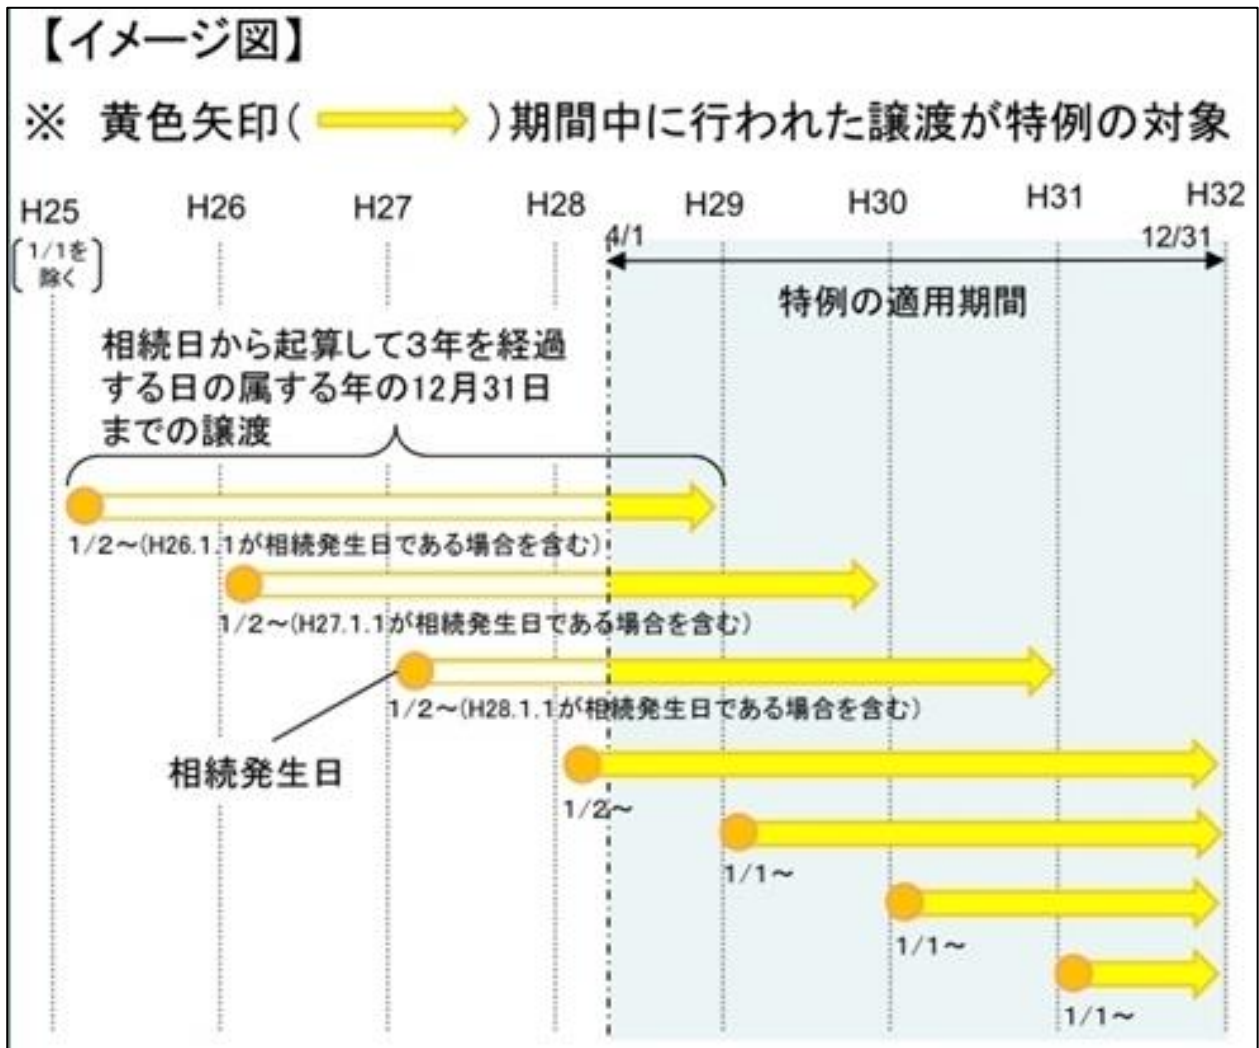 【イメージ図】
※ 黄色矢印( )期間中に行われた譲渡が特例の対象
H25 H26 H27 H28 H29 H30 H31 H32
1/1を
除く
4/1 12/31
特例の適用期間
相続日から起算して3年を経過
する日の属する年の12月31日
までの譲渡
1/2～(H26.1.1が相続発生日である場合を含む)
1/2～(H27.1.1が相続発生日である場合を含む)
1/2～(H28.1.1が相続発生日である場合を含む)
相続発生日
1/2～
1/1～
1/1～
1/1～